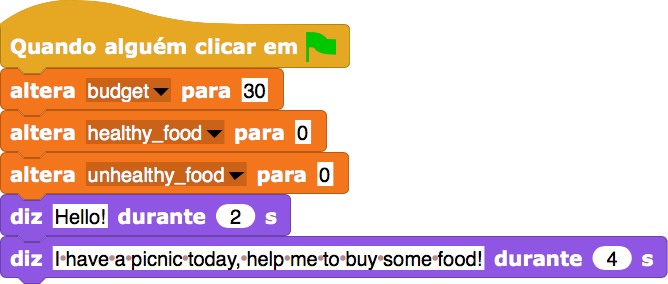 Quando alguém clicar em
altera budget para 30
altera healthy_food para 0
altera unhealthy_food para 0
diz Hello! durante 2 s
diz I have a picnic today, help me to buy some food! durante 4 s